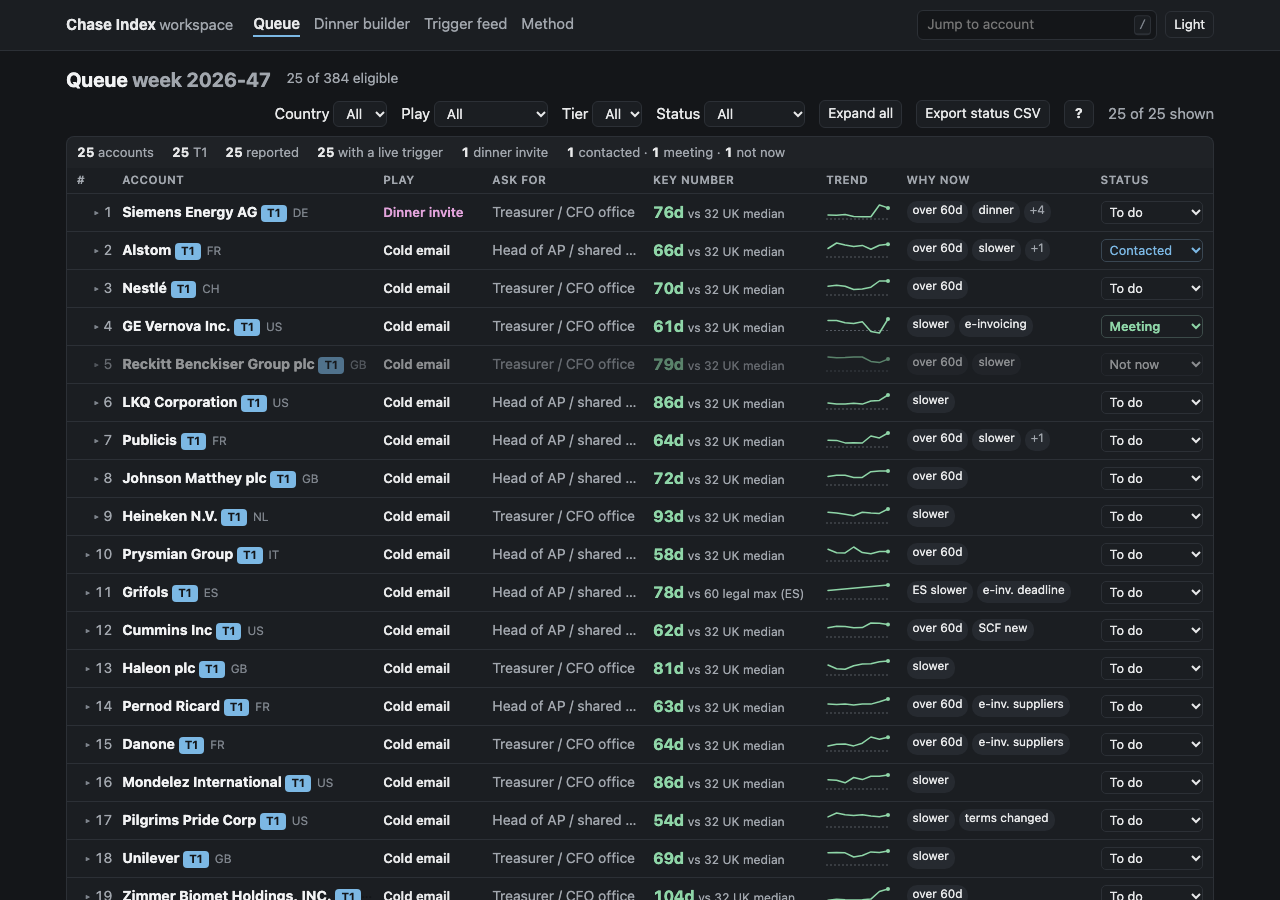 Chase Index workspace Queue Dinner builder Trigger feed Method Jump to account / Light
Queue week 2026-47 25 of 384 eligible
Country All Play All Tier All Status All Expand all Export status CSV ? 25 of 25 shown
25 accounts 25 T1 25 reported 25 with a live trigger 1 dinner invite 1 contacted · 1 meeting · 1 not now
# ACCOUNT PLAY ASK FOR KEY NUMBER TREND WHY NOW STATUS
▸ 1 Siemens Energy AG T1 DE Dinner invite Treasurer / CFO office 76d vs 32 UK median over 60d dinner +4 To do
▸ 2 Alstom T1 FR Cold email Head of AP / shared ... 66d vs 32 UK median over 60d slower +1 Contacted
▸ 3 Nestlé T1 CH Cold email Treasurer / CFO office 70d vs 32 UK median over 60d To do
▸ 4 GE Vernova Inc. T1 US Cold email Treasurer / CFO office 61d vs 32 UK median slower e-invoicing Meeting
▸ 5 Reckitt Benckiser Group plc T1 GB Cold email Treasurer / CFO office 79d vs 32 UK median over 60d slower Not now
▸ 6 LKQ Corporation T1 US Cold email Head of AP / shared ... 86d vs 32 UK median slower To do
▸ 7 Publicis T1 FR Cold email Head of AP / shared ... 64d vs 32 UK median over 60d slower +1 To do
▸ 8 Johnson Matthey plc T1 GB Cold email Head of AP / shared ... 72d vs 32 UK median over 60d To do
▸ 9 Heineken N.V. T1 NL Cold email Treasurer / CFO office 93d vs 32 UK median slower To do
▸ 10 Prysmian Group T1 IT Cold email Head of AP / shared ... 58d vs 32 UK median over 60d To do
▸ 11 Grifols T1 ES Cold email Head of AP / shared ... 78d vs 60 legal max (ES) ES slower e-inv. deadline To do
▸ 12 Cummins Inc T1 US Cold email Head of AP / shared ... 62d vs 32 UK median over 60d SCF new To do
▸ 13 Haleon plc T1 GB Cold email Treasurer / CFO office 81d vs 32 UK median slower To do
▸ 14 Pernod Ricard T1 FR Cold email Head of AP / shared ... 63d vs 32 UK median over 60d e-inv. suppliers To do
▸ 15 Danone T1 FR Cold email Treasurer / CFO office 64d vs 32 UK median over 60d e-inv. suppliers To do
▸ 16 Mondelez International T1 US Cold email Treasurer / CFO office 86d vs 32 UK median slower To do
▸ 17 Pilgrims Pride Corp T1 US Cold email Head of AP / shared ... 54d vs 32 UK median slower terms changed To do
▸ 18 Unilever T1 GB Cold email Treasurer / CFO office 69d vs 32 UK median slower To do
▸ 19 Zimmer Biomet Holdings, INC. T1 Cold email Treasurer / CFO office 104d vs 32 UK median over 60d To do